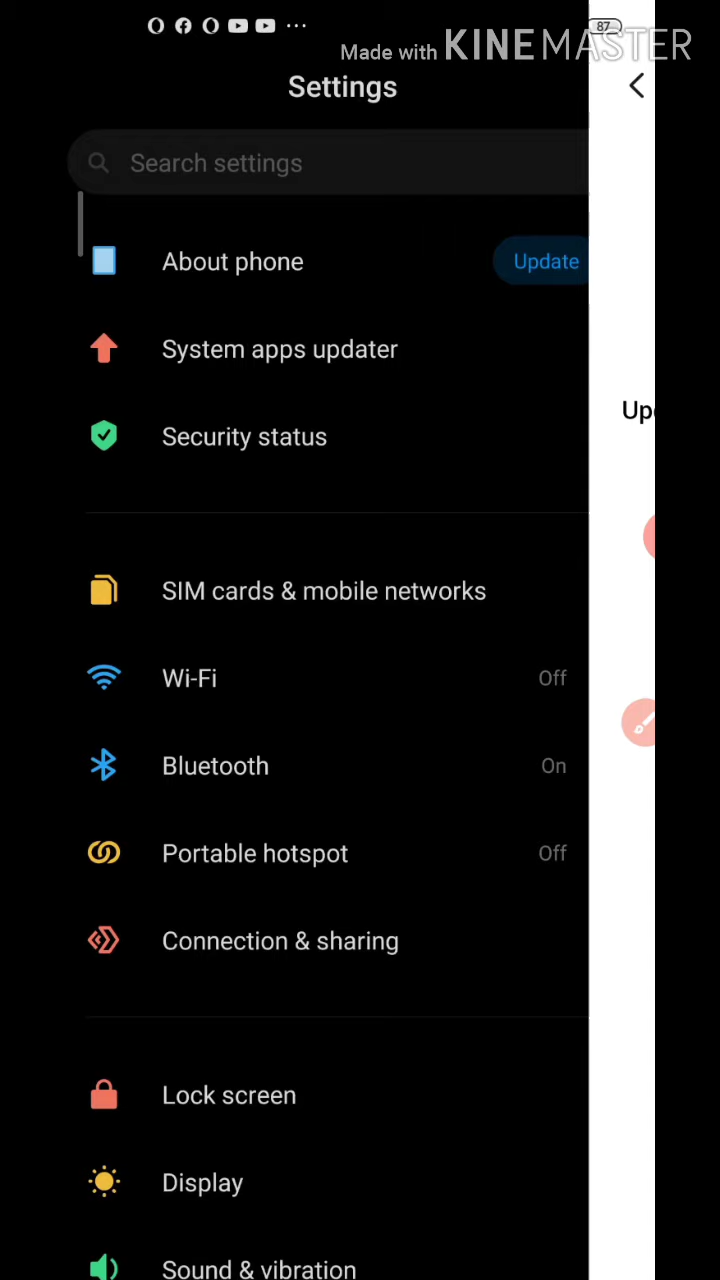 87
Made with KINEMASTER
Settings
Search settings
About phone
Update
System apps updater
Security status
SIM cards & mobile networks
Wi-Fi
Off
Bluetooth
On
Portable hotspot
Off
Connection & sharing
Lock screen
Display
Sound & vibration